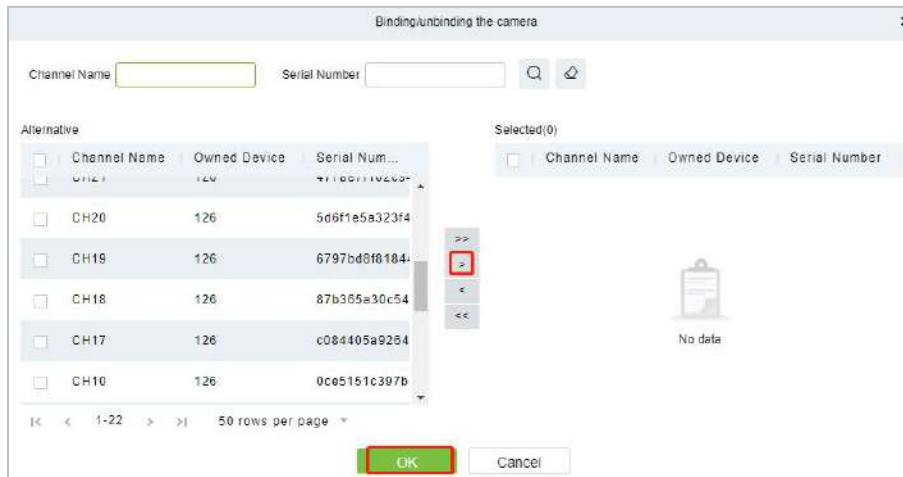 Binding/unbinding the camera
Channel Name
Serial Number
Alternative
Selected(0)
Channel Name Owned Device Serial Num...
Channel Name Owned Device Serial Number
CH20 126 5d6f1e5a323f4
CH19 126 6797bd8f8184
CH18 126 87b365a30c54
CH17 126 c084405a9264
CH10 126 0ce5151c397b
>>
>
<
<<
No data
|< < 1-22 > >| 50 rows per page
OK Cancel